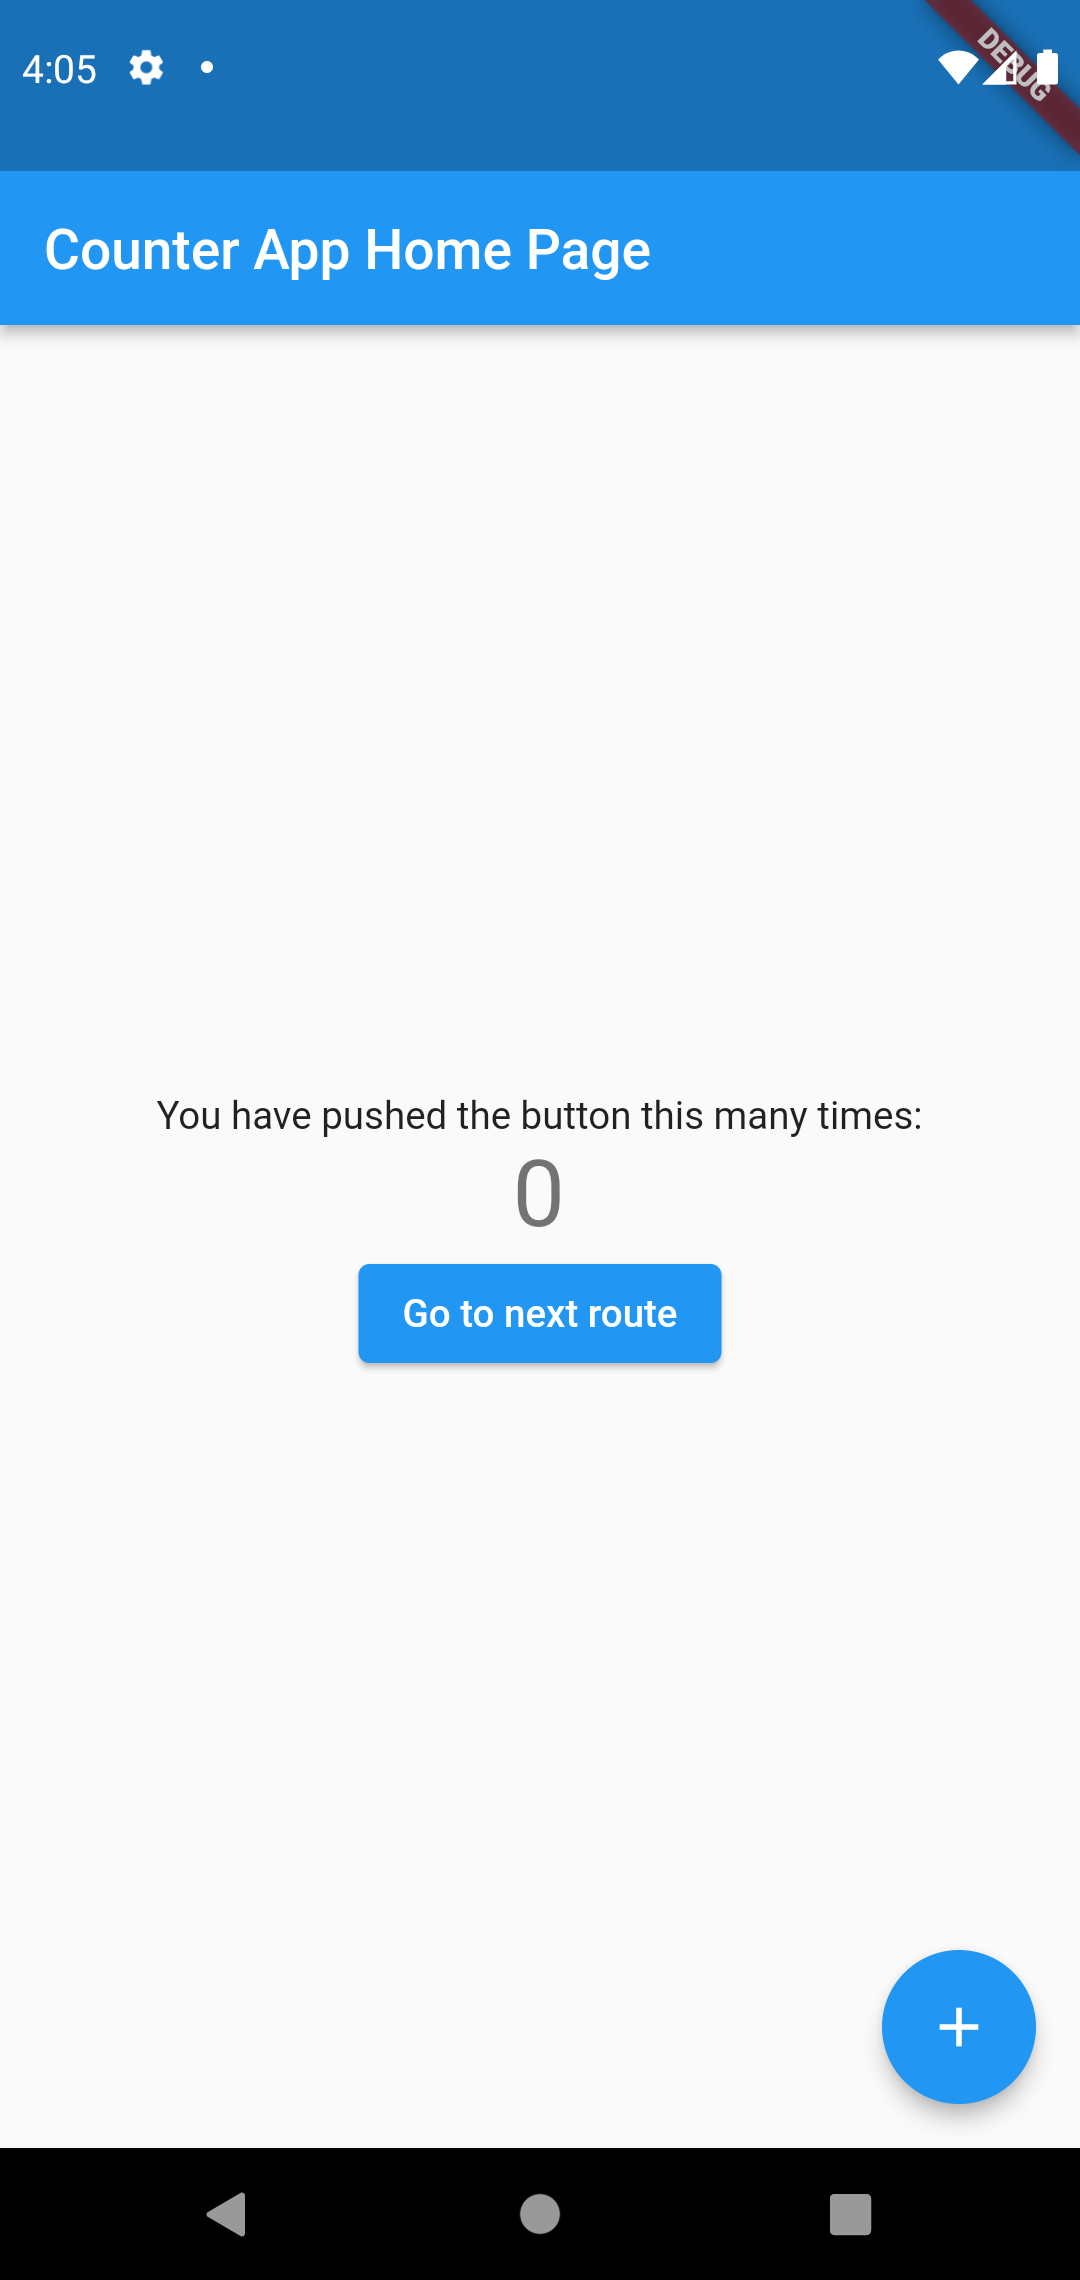 4:05
DEBUG
Counter App Home Page
You have pushed the button this many times:
0
Go to next route